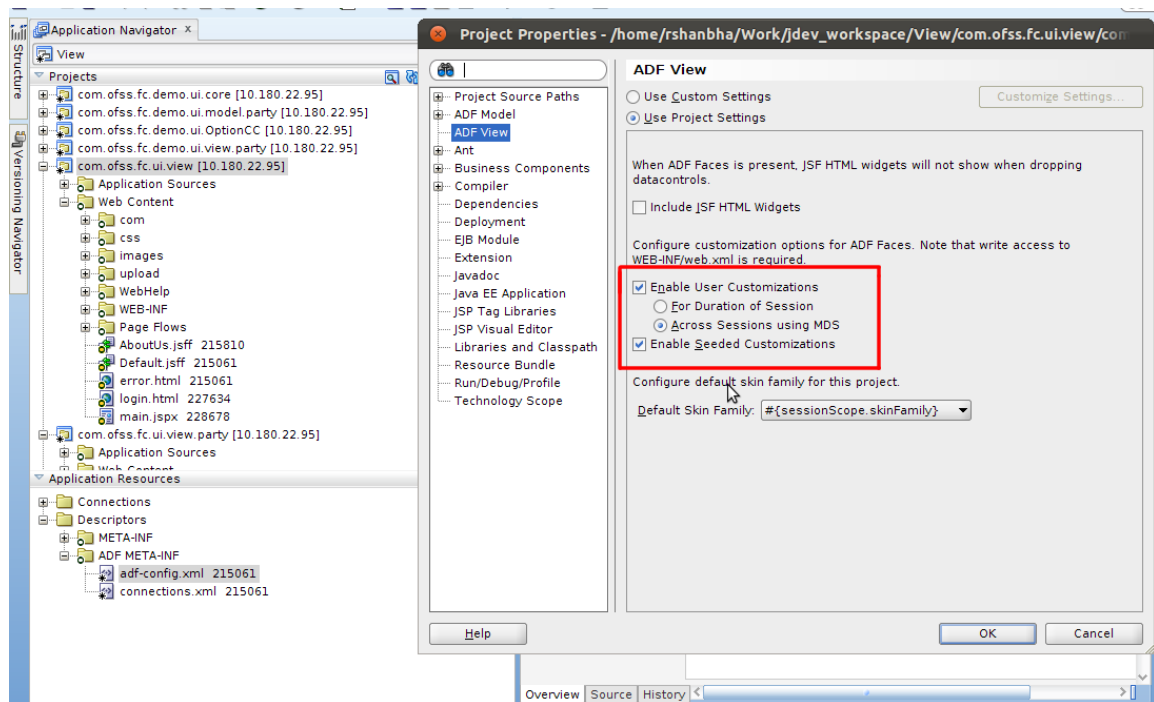 Application Navigator x
Structure
Versioning Navigator
View
Projects
com.ofss.fc.demo.ui.core [10.180.22.95]
com.ofss.fc.demo.ui.model.party [10.180.22.95]
com.ofss.fc.demo.ui.OptionCC [10.180.22.95]
com.ofss.fc.demo.ui.view.party [10.180.22.95]
com.ofss.fc.ui.view [10.180.22.95]
Application Sources
Web Content
com
css
images
upload
WebHelp
WEB-INF
Page Flows
AboutUs.jsff 215810
Default.jsff 215061
error.html 215061
login.html 227634
main.jspx 228678
com.ofss.fc.ui.view.party [10.180.22.95]
Application Sources
Web Content
Application Resources
Connections
Descriptors
META-INF
ADF META-INF
adf-config.xml 215061
connections.xml 215061
Project Properties - /home/rshanbha/Work/jdev_workspace/View/com.ofss.fc.ui.view/com
Project Source Paths
ADF Model
ADF View
Ant
Business Components
Compiler
Dependencies
Deployment
EJB Module
Extension
Javadoc
Java EE Application
JSP Tag Libraries
JSP Visual Editor
Libraries and Classpath
Resource Bundle
Run/Debug/Profile
Technology Scope
ADF View
Use Custom Settings
Customize Settings...
Use Project Settings
When ADF Faces is present, JSF HTML widgets will not show when dropping
datacontrols.
Include JSF HTML Widgets
Configure customization options for ADF Faces. Note that write access to
WEB-INF/web.xml is required.
Enable User Customizations
For Duration of Session
Across Sessions using MDS
Enable Seeded Customizations
Configure default skin family for this project.
Default Skin Family: #{sessionScope.skinFamily}
Help
OK
Cancel
Overview Source History